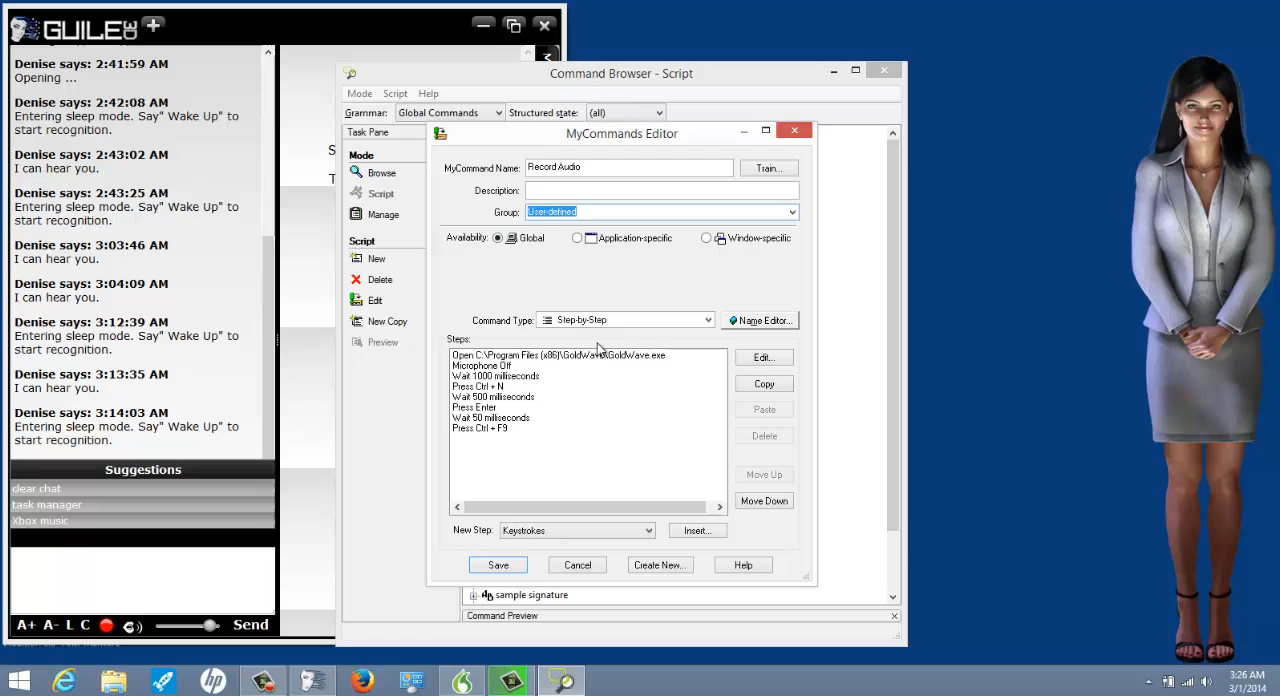 GUILE 3D
Denise says: 2:41:59 AM
Opening ...
Denise says: 2:42:08 AM
Entering sleep mode. Say" Wake Up" to
start recognition.
Denise says: 2:43:02 AM
I can hear you.
Denise says: 2:43:25 AM
Entering sleep mode. Say" Wake Up" to
start recognition.
Denise says: 3:03:46 AM
I can hear you.
Denise says: 3:04:09 AM
I can hear you.
Denise says: 3:12:39 AM
Entering sleep mode. Say" Wake Up" to
start recognition.
Denise says: 3:13:35 AM
I can hear you.
Denise says: 3:14:03 AM
Entering sleep mode. Say" Wake Up" to
start recognition.
Suggestions
clear chat
task manager
Xbox music
A+ A- L C Send
Command Browser - Script
Mode Script Help
Grammar: Global Commands Structured state: (all)
Task Pane
Mode
Browse
Script
Manage
Script
New
Delete
Edit
New Copy
Preview
MyCommands Editor
MyCommand Name: Record Audio Train...
Description:
Group: User-defined
Availability: Global Application-specific Window-specific
Command Type: Step-by-Step Name Editor...
Steps:
Open C:\Program Files (x86)\GoldWave\GoldWave.exe
Microphone Off
Wait 1000 milliseconds
Press Ctrl + N
Wait 500 milliseconds
Press Enter
Wait 50 milliseconds
Press Ctrl + F9
Edit...
Copy
Paste
Delete
Move Up
Move Down
New Step: Keystrokes Insert...
Save Cancel Create New... Help
sample signature
Command Preview
hp
3:26 AM
3/1/2014